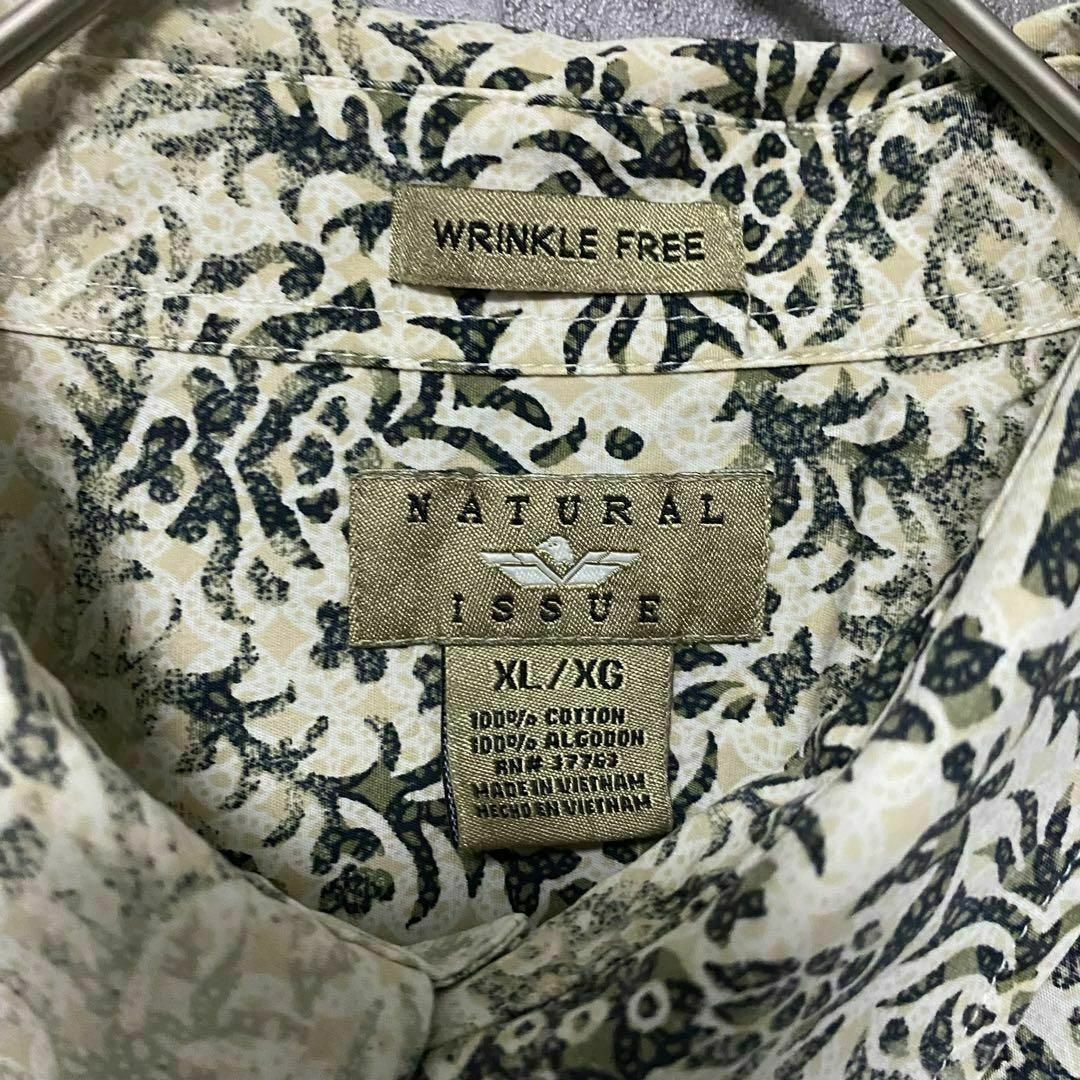 WRINKLE FREE
NATURAL
ISSUE
XL/XG
100% COTTON
100% ALGODON
RN# 37763
MADE IN VIETNAM
HECHO EN VIETNAM